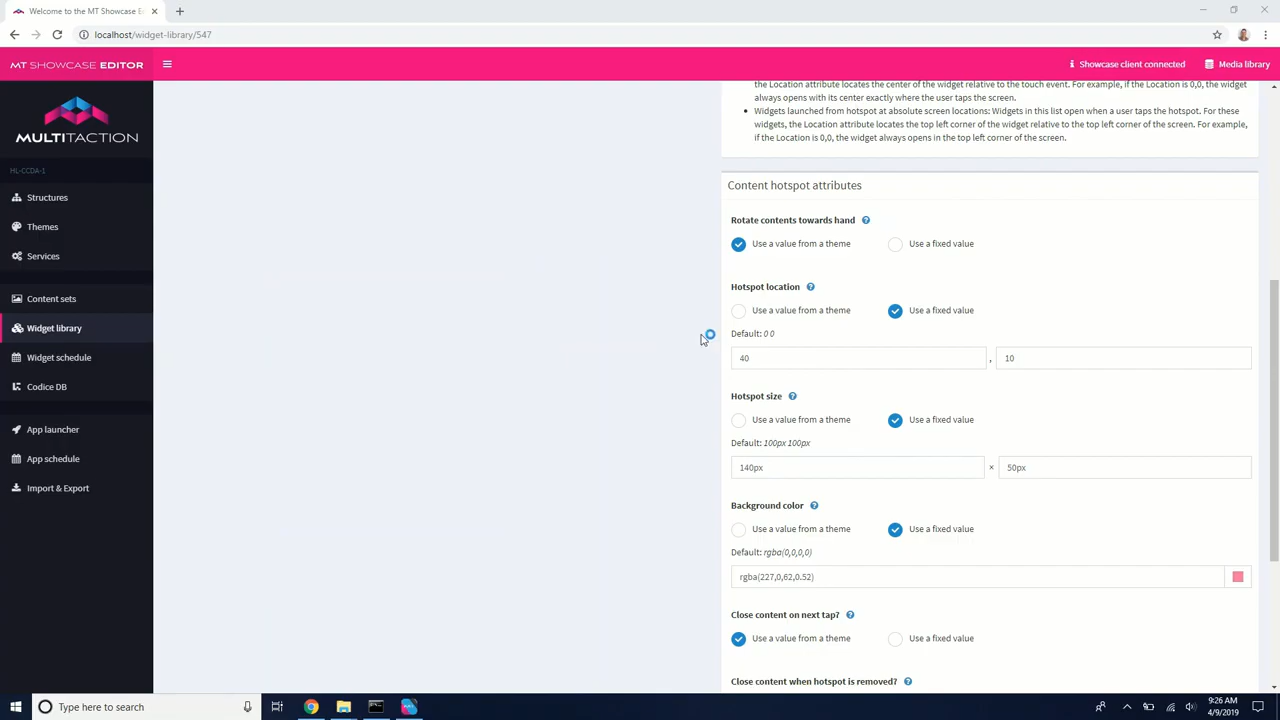 Welcome to the MT Showcase E
localhost/widget-library/547
MT SHOWCASE EDITOR
Showcase client connected
Media library
MULTITACTION
HL-CCDA-1
Structures
Themes
Services
Content sets
Widget library
Widget schedule
Codice DB
App launcher
App schedule
Import & Export
the Location attribute locates the center of the widget relative to the touch event. For example, if the Location is 0,0, the widget
always opens with its center exactly where the user taps the screen.
Widgets launched from hotspot at absolute screen locations: Widgets in this list open when a user taps the hotspot. For these
widgets, the Location attribute locates the top left corner of the widget relative to the top left corner of the screen. For example,
if the Location is 0,0, the widget always opens in the top left corner of the screen.
Content hotspot attributes
Rotate contents towards hand
Use a value from a theme Use a fixed value
Hotspot location
Use a value from a theme Use a fixed value
Default: 0 0
40 , 10
Hotspot size
Use a value from a theme Use a fixed value
Default: 100px 100px
140px × 50px
Background color
Use a value from a theme Use a fixed value
Default: rgba(0,0,0,0)
rgba(227,0,62,0.52)
Close content on next tap?
Use a value from a theme Use a fixed value
Close content when hotspot is removed?
Type here to search
9:26 AM
4/9/2019